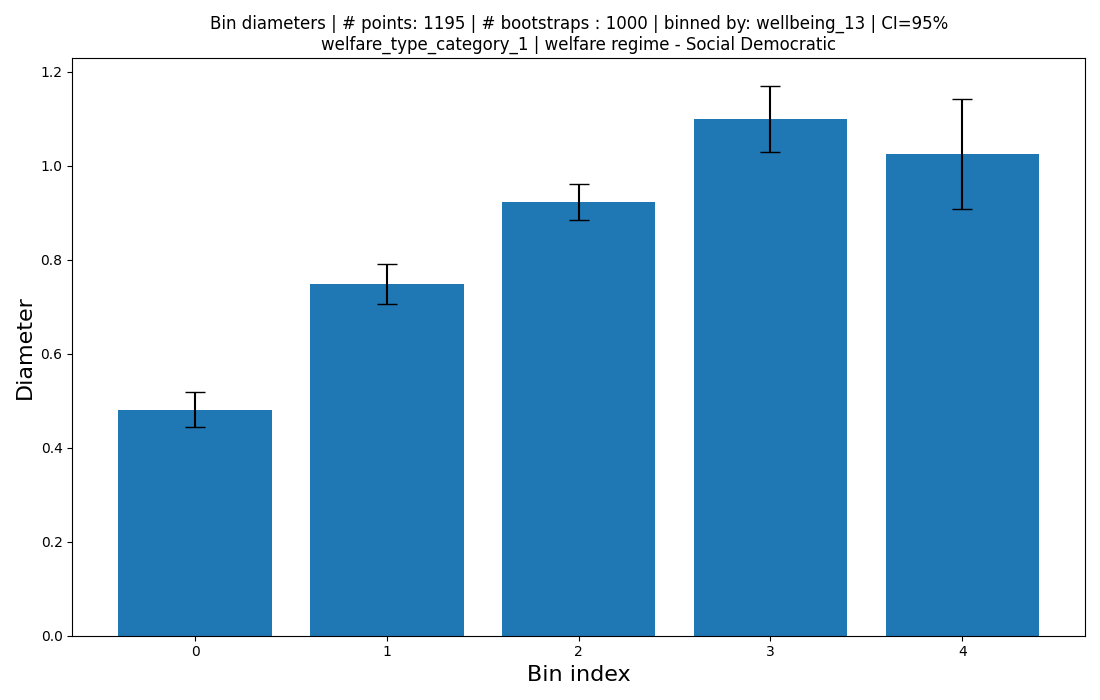 Bin diameters | # points: 1195 | # bootstraps : 1000 | binned by: wellbeing_13 | CI=95%
welfare_type_category_1 | welfare regime - Social Democratic
1.2
1.0
0.8
0.6
0.4
0.2
0.0
Diameter
0 1 2 3 4
Bin index